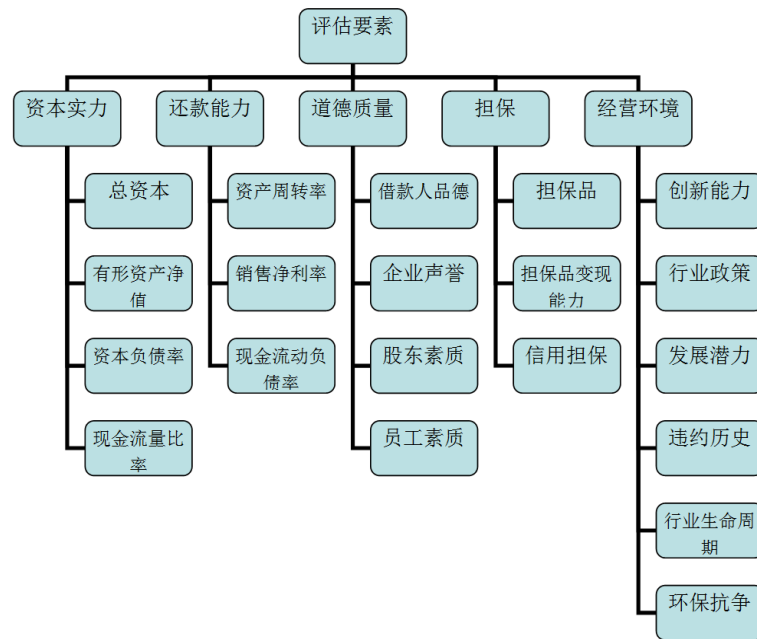 评估要素
资本实力
还款能力
道德质量
担保
经营环境
总资本
资产周转率
借款人品德
担保品
创新能力
有形资产净
值
销售净利率
企业声誉
担保品变现
能力
行业政策
资本负债率
现金流动负
债率
股东素质
信用担保
发展潜力
现金流量比
率
员工素质
违约历史
行业生命周
期
环保抗争